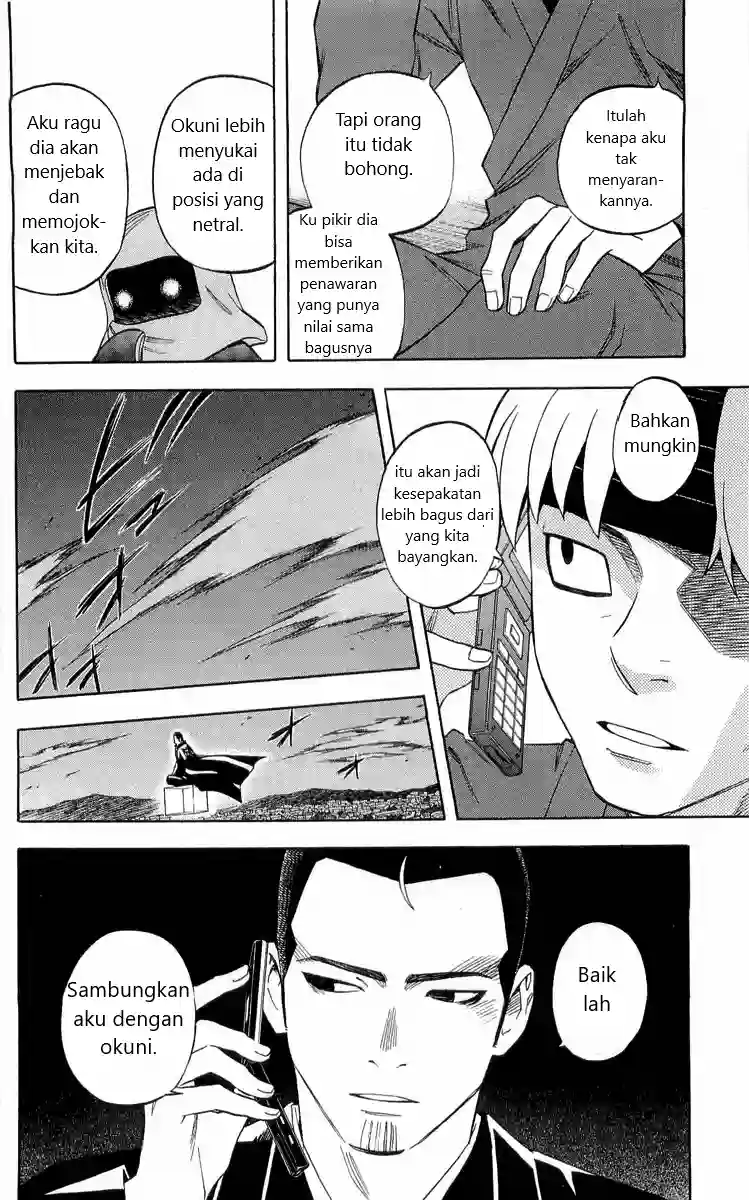 Itulah
kenapa aku
tak
menyaran-
kannya.
Tapi orang
itu tidak
bohong.
Ku pikir dia
bisa
memberikan
penawaran
yang punya
nilai sama
bagusnya
Okuni lebih
menyukai
ada di
posisi yang
netral.
Aku ragu
dia akan
menjebak
dan
memojok-
kan kita.
Bahkan
mungkin
itu akan jadi
kesepakatan
lebih bagus dari
yang kita
bayangkan.
Baik
lah
Sambungkan
aku dengan
okuni.